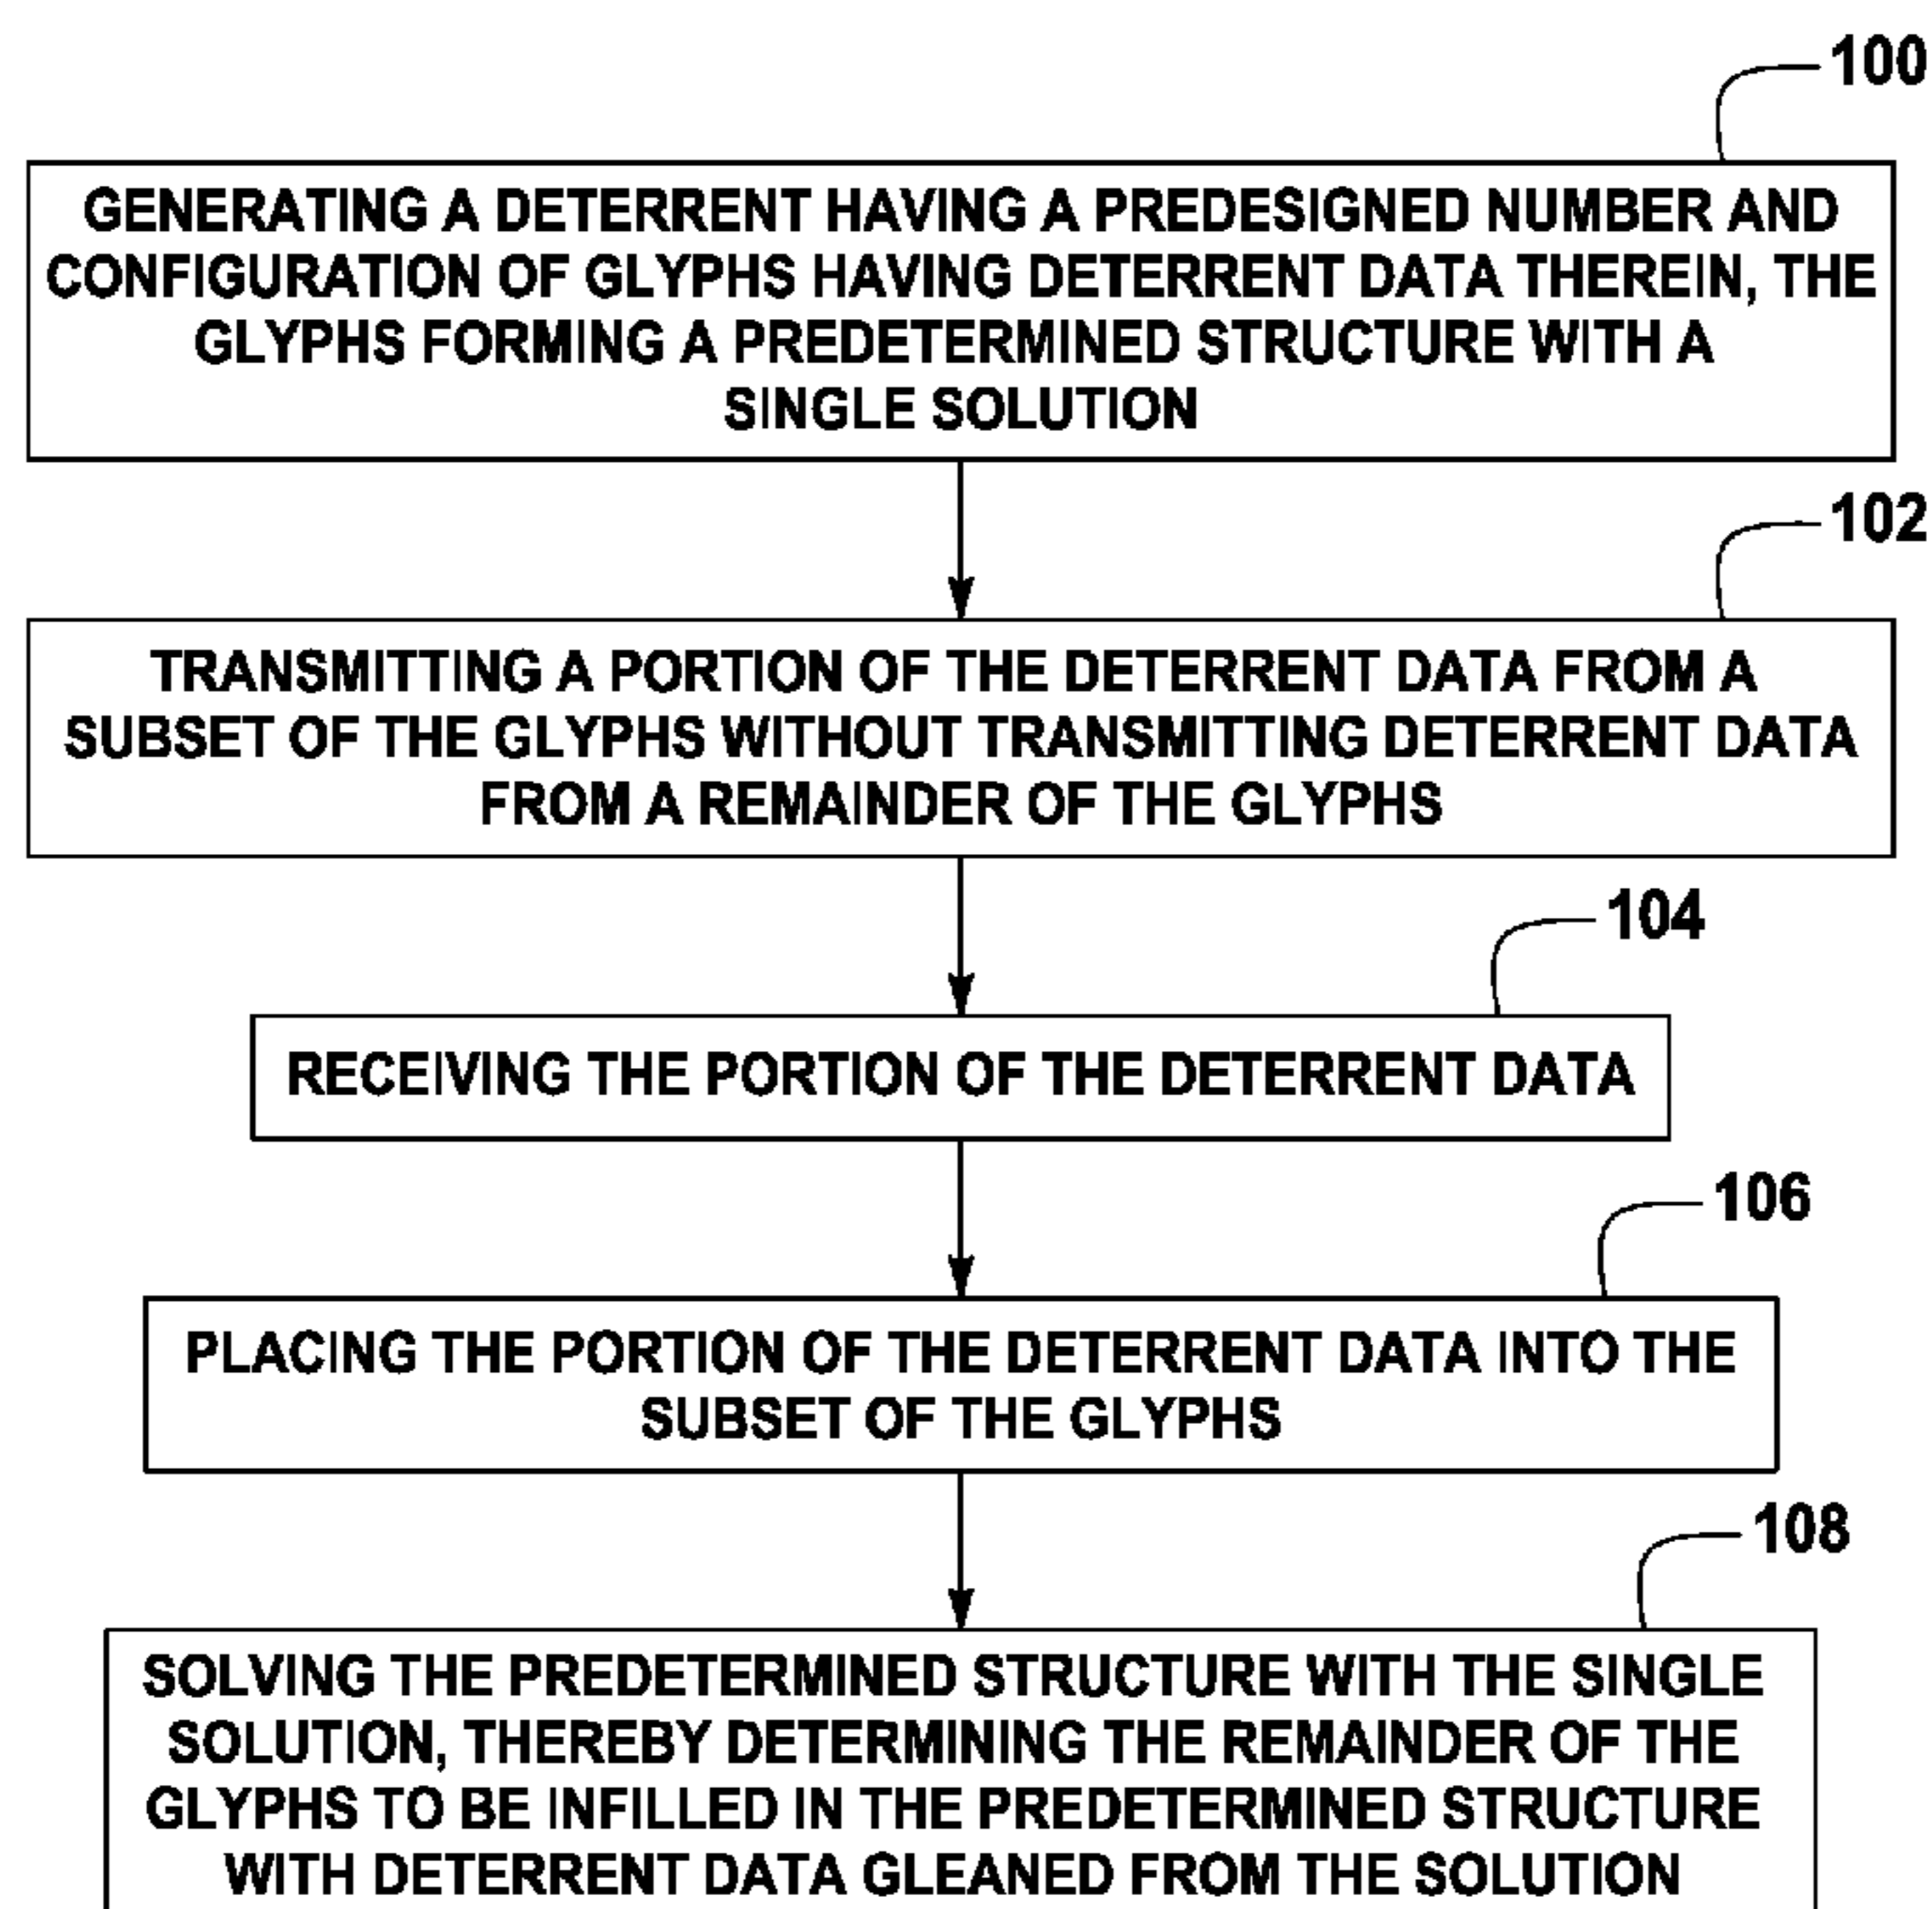 100
GENERATING A DETERRENT HAVING A PREDESIGNED NUMBER AND
CONFIGURATION OF GLYPHS HAVING DETERRENT DATA THEREIN, THE
GLYPHS FORMING A PREDETERMINED STRUCTURE WITH A
SINGLE SOLUTION
102
TRANSMITTING A PORTION OF THE DETERRENT DATA FROM A
SUBSET OF THE GLYPHS WITHOUT TRANSMITTING DETERRENT DATA
FROM A REMAINDER OF THE GLYPHS
104
RECEIVING THE PORTION OF THE DETERRENT DATA
106
PLACING THE PORTION OF THE DETERRENT DATA INTO THE
SUBSET OF THE GLYPHS
108
SOLVING THE PREDETERMINED STRUCTURE WITH THE SINGLE
SOLUTION, THEREBY DETERMINING THE REMAINDER OF THE
GLYPHS TO BE INFILLED IN THE PREDETERMINED STRUCTURE
WITH DETERRENT DATA GLEANED FROM THE SOLUTION